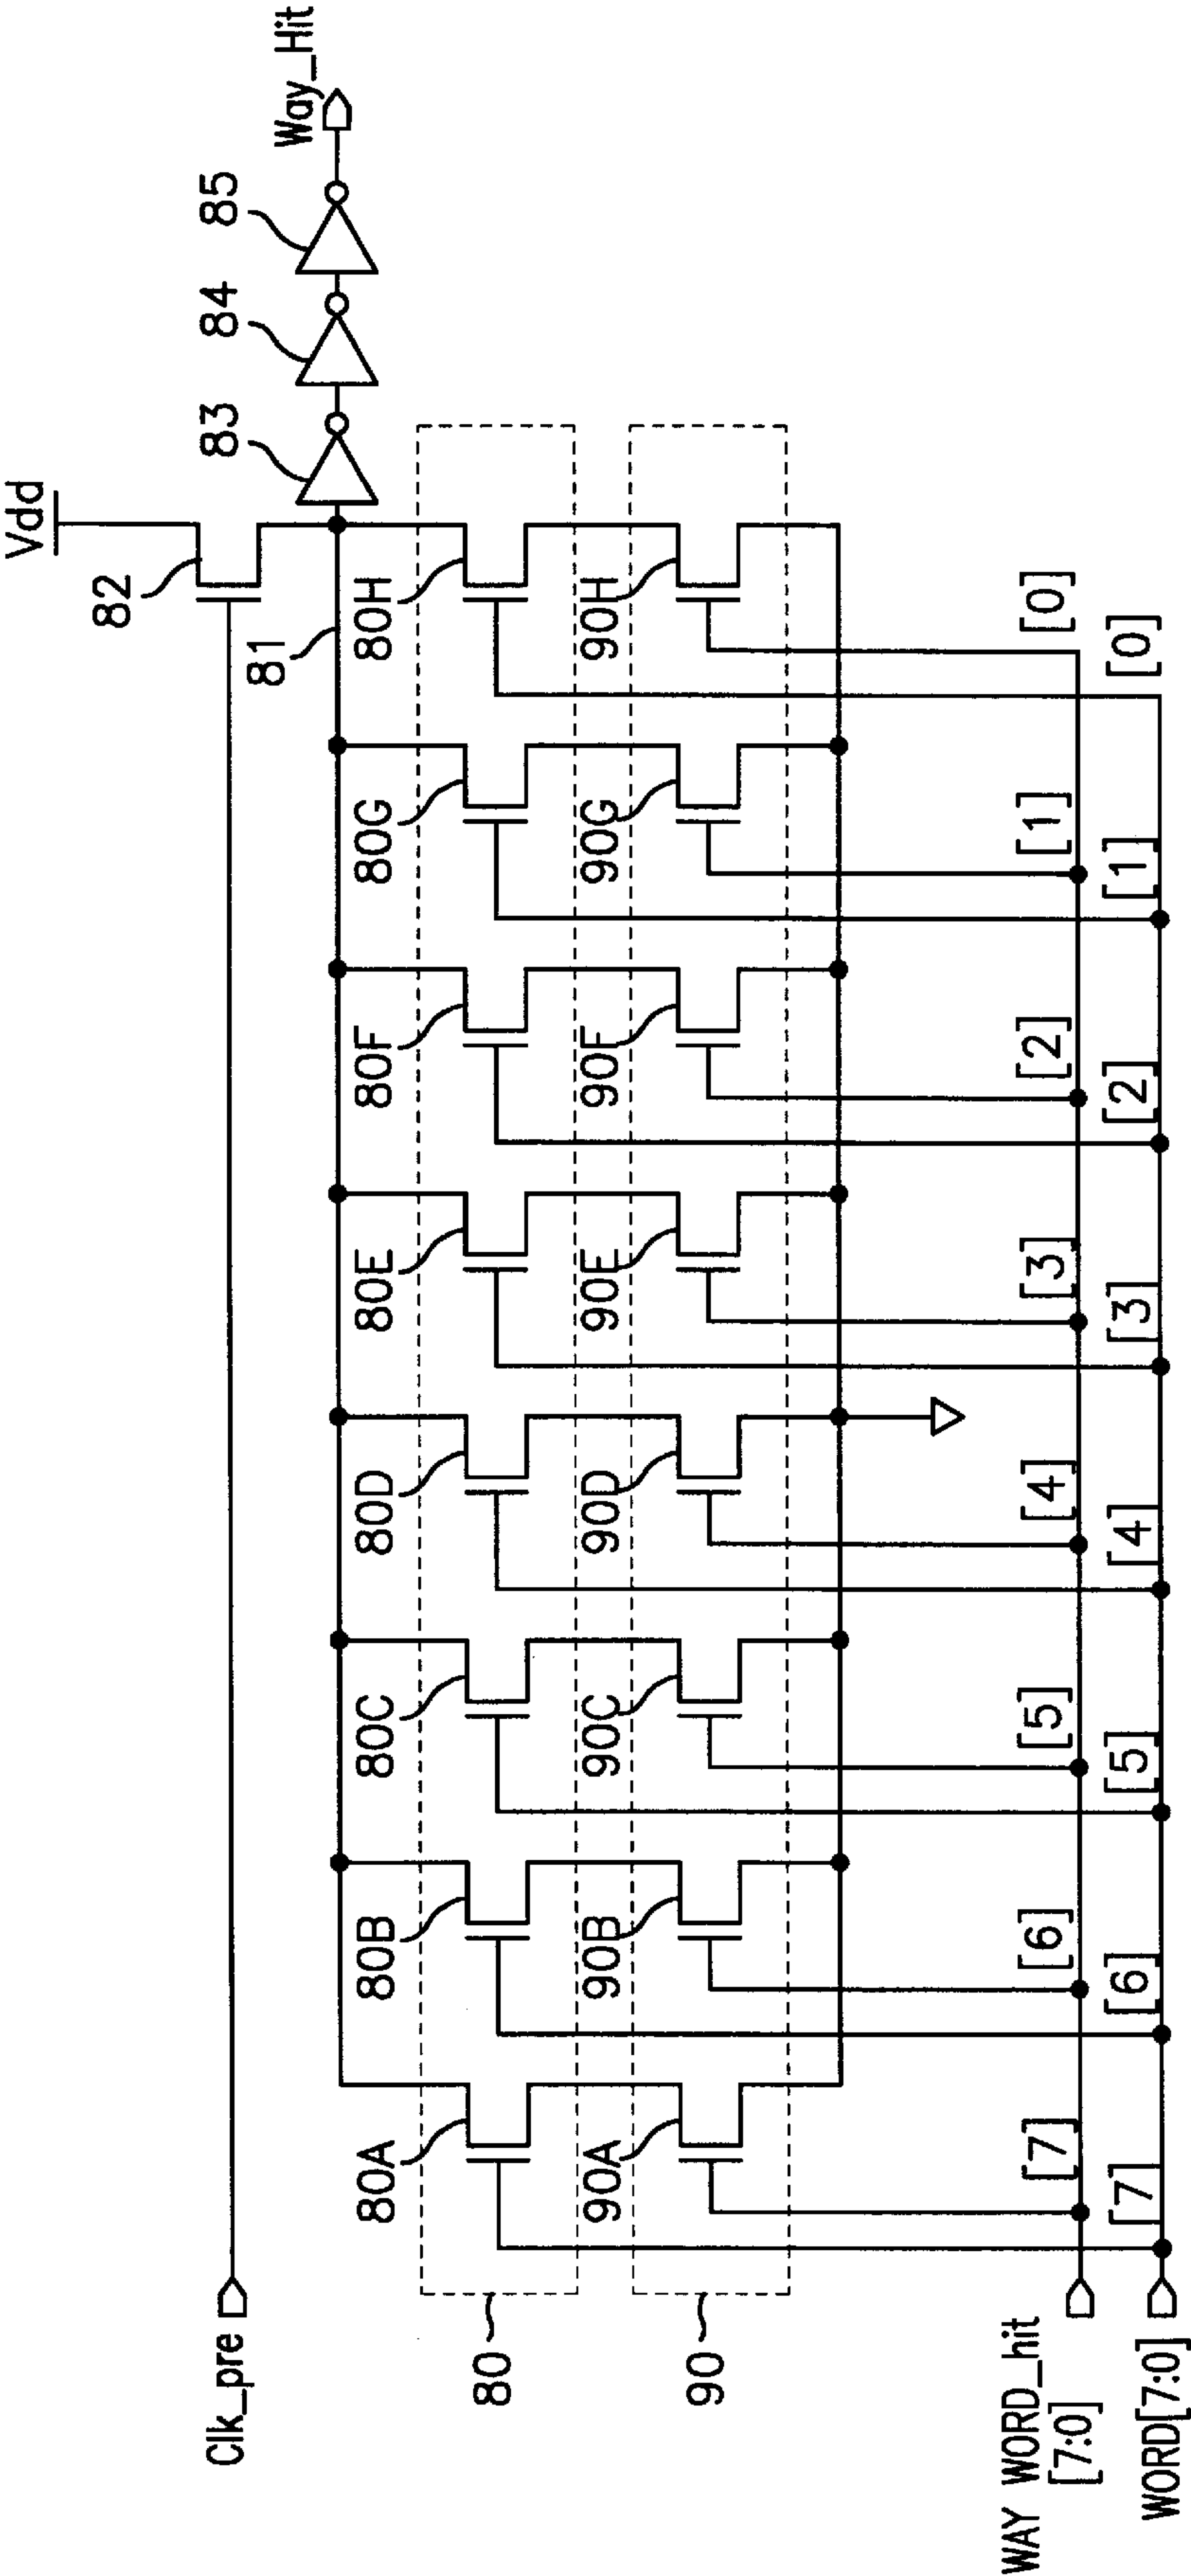 Vdd
82
Clk_pre
83
84
85
Way_Hit
81
80A
80B
80C
80D
80E
80F
80G
80H
80
90A
90B
90C
90D
90E
90F
90G
90H
90
WAY WORD_hit
[7:0]
[7]
[6]
[5]
[4]
[3]
[2]
[1]
[0]
WORD[7:0]
[7]
[6]
[5]
[4]
[3]
[2]
[1]
[0]